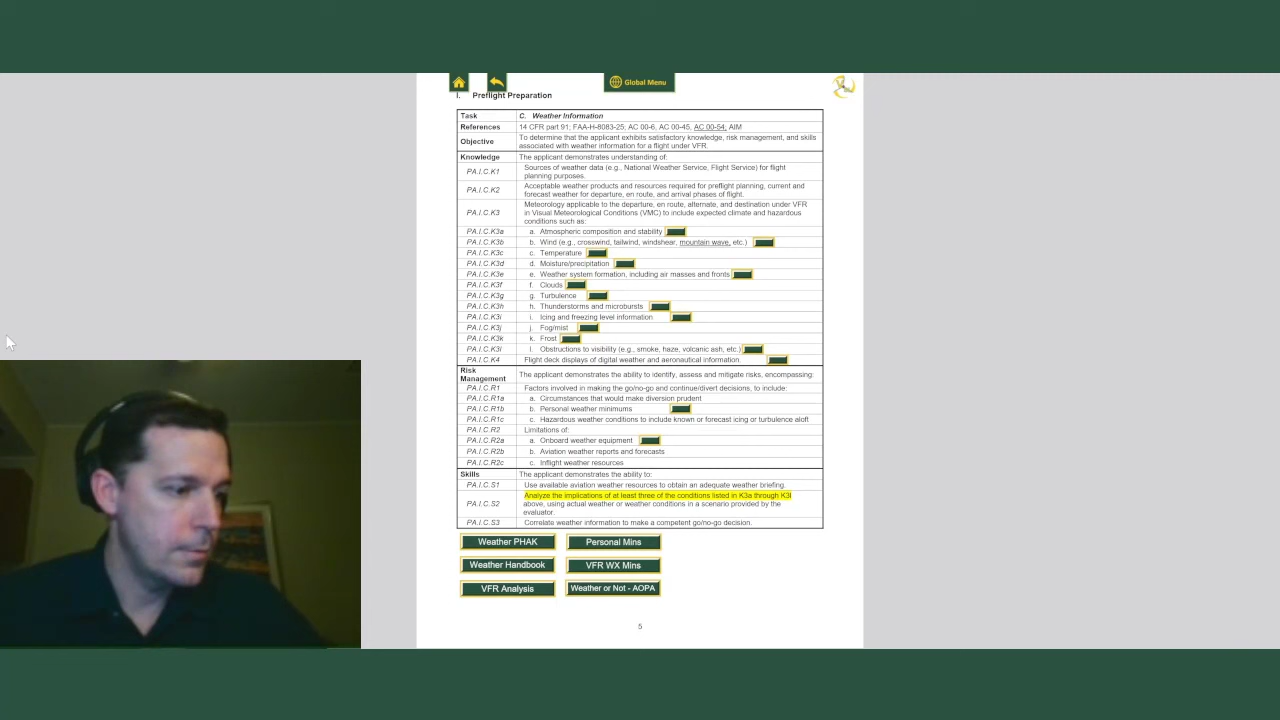 Global Menu
I. Preflight Preparation
Task C. Weather Information
References 14 CFR part 91; FAA-H-8083-25; AC 00-6, AC 00-45, AC 00-54; AIM
Objective To determine that the applicant exhibits satisfactory knowledge, risk management, and skills
associated with weather information for a flight under VFR.
Knowledge The applicant demonstrates understanding of:
PA.I.C.K1 Sources of weather data (e.g., National Weather Service, Flight Service) for flight
planning purposes.
PA.I.C.K2 Acceptable weather products and resources required for preflight planning, current and
forecast weather for departure, en route, and arrival phases of flight.
PA.I.C.K3 Meteorology applicable to the departure, en route, alternate, and destination under VFR
in Visual Meteorological Conditions (VMC) to include expected climate and hazardous
conditions such as:
PA.I.C.K3a a. Atmospheric composition and stability
PA.I.C.K3b b. Wind (e.g., crosswind, tailwind, windshear, mountain wave, etc.)
PA.I.C.K3c c. Temperature
PA.I.C.K3d d. Moisture/precipitation
PA.I.C.K3e e. Weather system formation, including air masses and fronts
PA.I.C.K3f f. Clouds
PA.I.C.K3g g. Turbulence
PA.I.C.K3h h. Thunderstorms and microbursts
PA.I.C.K3i i. Icing and freezing level information
PA.I.C.K3j j. Fog/mist
PA.I.C.K3k k. Frost
PA.I.C.K3l l. Obstructions to visibility (e.g., smoke, haze, volcanic ash, etc.)
PA.I.C.K4 Flight deck displays of digital weather and aeronautical information.
Risk
Management The applicant demonstrates the ability to identify, assess and mitigate risks, encompassing:
PA.I.C.R1 Factors involved in making the go/no-go and continue/divert decisions, to include:
PA.I.C.R1a a. Circumstances that would make diversion prudent
PA.I.C.R1b b. Personal weather minimums
PA.I.C.R1c c. Hazardous weather conditions to include known or forecast icing or turbulence aloft
PA.I.C.R2 Limitations of:
PA.I.C.R2a a. Onboard weather equipment
PA.I.C.R2b b. Aviation weather reports and forecasts
PA.I.C.R2c c. Inflight weather resources
Skills The applicant demonstrates the ability to:
PA.I.C.S1 Use available aviation weather resources to obtain an adequate weather briefing.
PA.I.C.S2 Analyze the implications of at least three of the conditions listed in K3a through K3l
above, using actual weather or weather conditions in a scenario provided by the
evaluator.
PA.I.C.S3 Correlate weather information to make a competent go/no-go decision.
Weather PHAK Personal Mins
Weather Handbook VFR WX Mins
VFR Analysis Weather or Not - AOPA
5